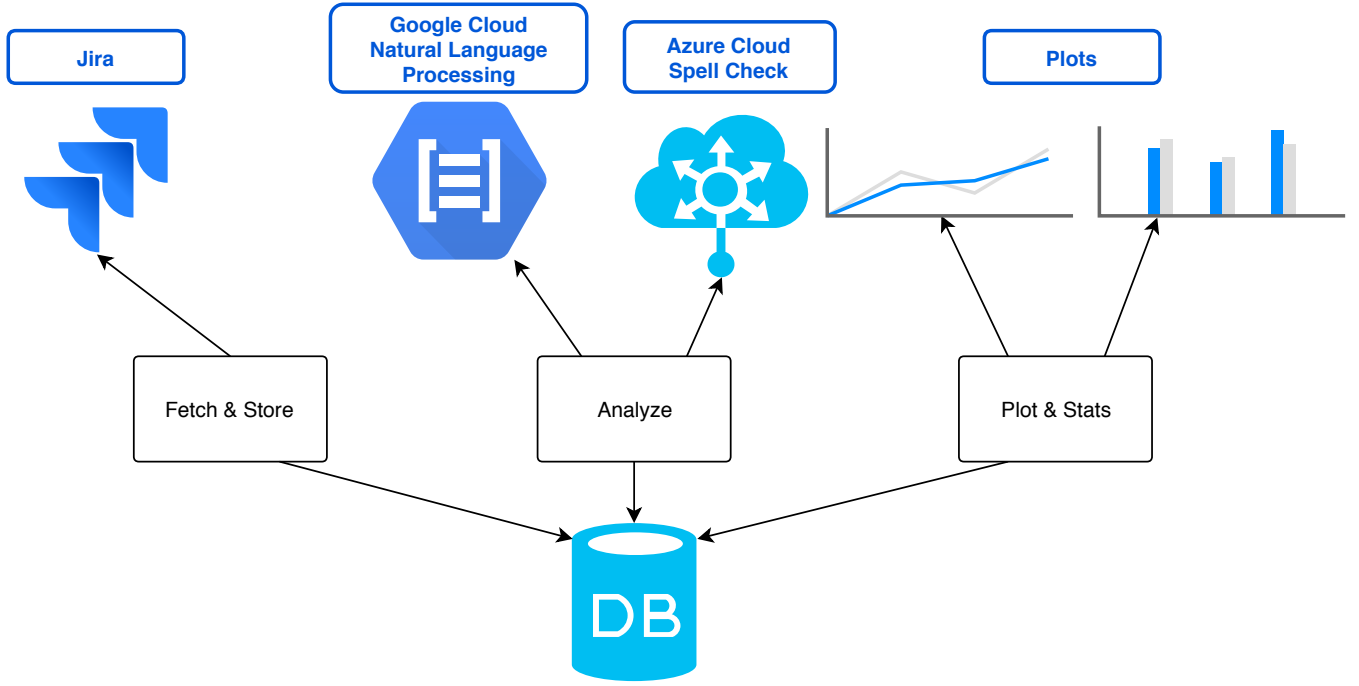 Jira
Google Cloud
Natural Language
Processing
Azure Cloud
Spell Check
Plots
Fetch & Store
Analyze
Plot & Stats
DB